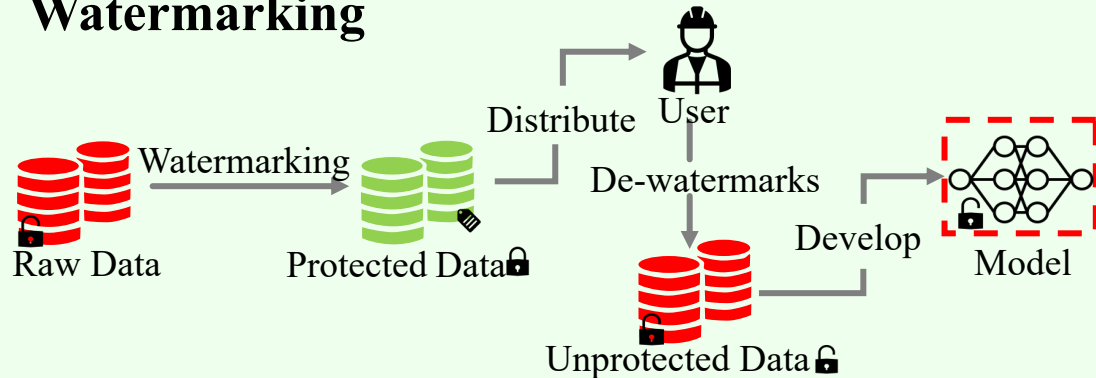 Watermarking
User
Distribute
Watermarking
De-watermarks
Develop
Raw Data
Protected Data
Model
Unprotected Data